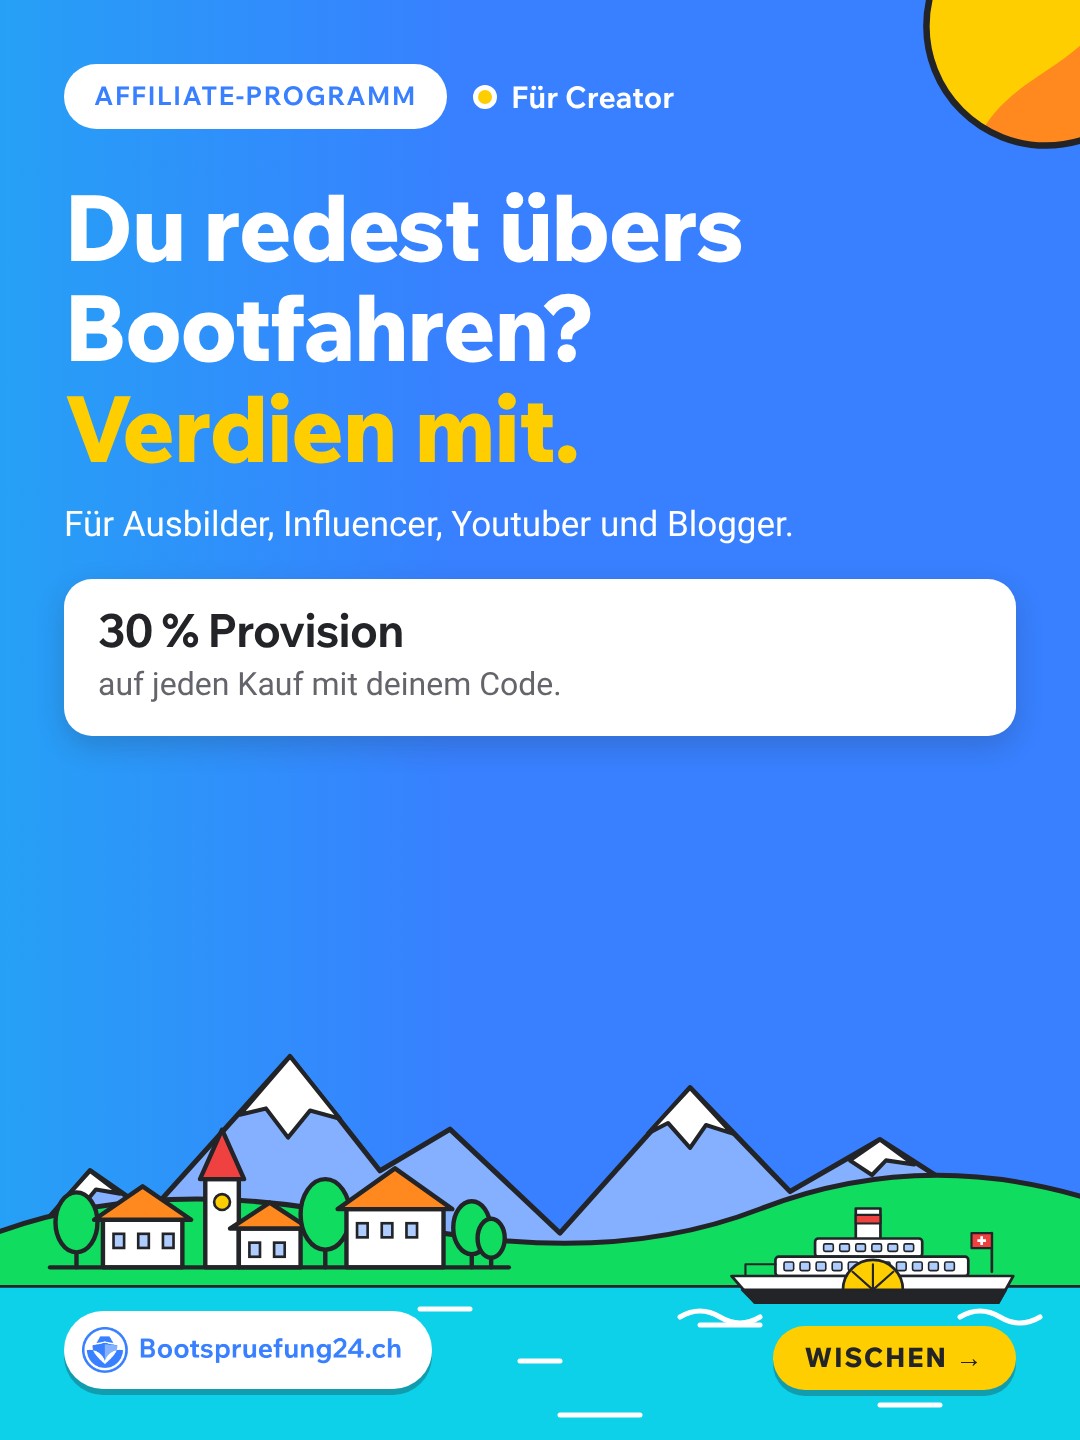 AFFILIATE-PROGRAMM
Für Creator
Du redest übers
Bootfahren?
Verdien mit.
Für Ausbilder, Influencer, Youtuber und Blogger.
30 % Provision
auf jeden Kauf mit deinem Code.
Bootspruefung24.ch
WISCHEN →